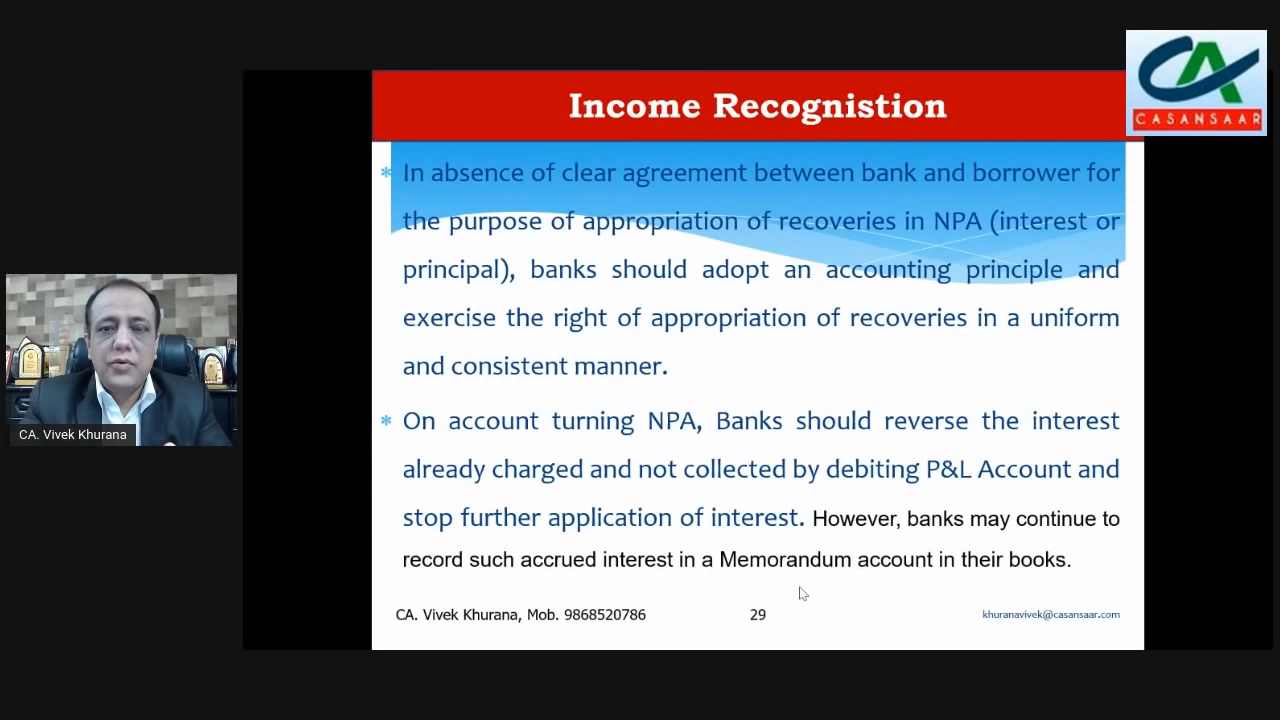 CASANSAAR
Income Recognistion
* In absence of clear agreement between bank and borrower for
the purpose of appropriation of recoveries in NPA (interest or
principal), banks should adopt an accounting principle and
exercise the right of appropriation of recoveries in a uniform
and consistent manner.
* On account turning NPA, Banks should reverse the interest
already charged and not collected by debiting P&L Account and
stop further application of interest. However, banks may continue to
record such accrued interest in a Memorandum account in their books.
CA. Vivek Khurana, Mob. 9868520786
29
khuranavivek@casansaar.com
CA. Vivek Khurana